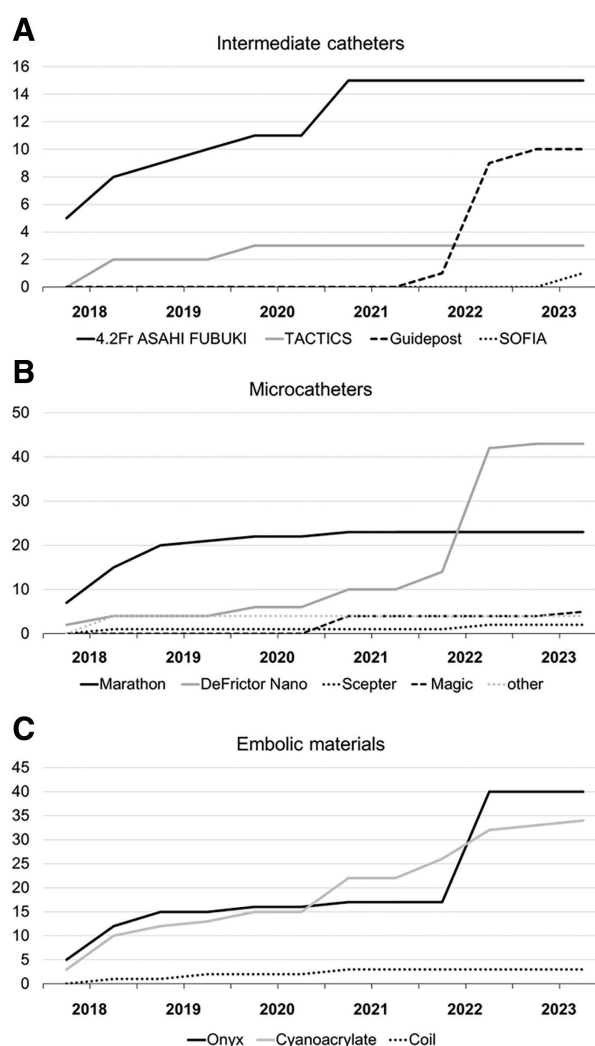 A
Intermediate catheters
16
14
12
10
8
6
4
2
0
2018 2019 2020 2021 2022 2023
4.2Fr ASAHI FUBUKI TACTICS Guidepost SOFIA
B
Microcatheters
50
40
30
20
10
0
2018 2019 2020 2021 2022 2023
Marathon DeFrictor Nano Scepter Magic other
C
Embolic materials
45
40
35
30
25
20
15
10
5
0
2018 2019 2020 2021 2022 2023
Onyx Cyanoacrylate Coil